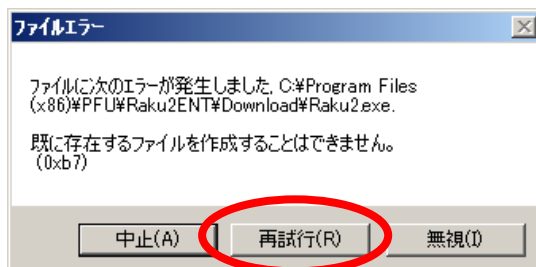 ファイルエラー
ファイルに次のエラーが発生しました, C:¥Program Files
(x86)¥PFU¥Raku2ENT¥Download¥Raku2.exe.
既に存在するファイルを作成することはできません。
(0xb7)
中止(A) 再試行(R) 無視(I)